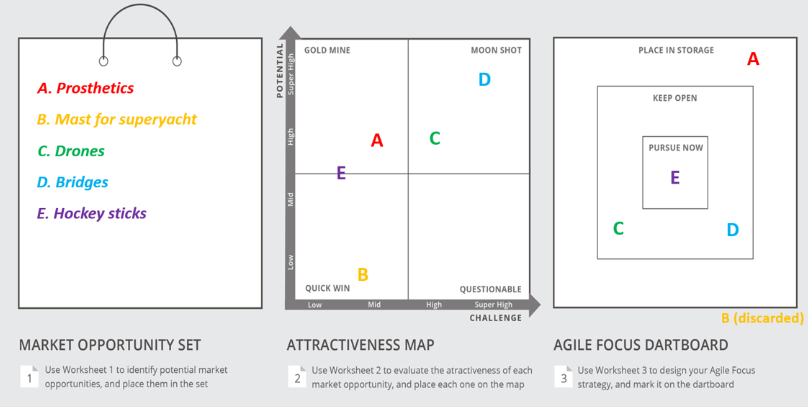 A. Prosthetics
B. Mast for superyacht
C. Drones
D. Bridges
E. Hockey sticks
MARKET OPPORTUNITY SET
1
Use Worksheet 1 to identify potential market
opportunities, and place them in the set
POTENTIAL
Super High
High
Mid
Low
GOLD MINE
MOON SHOT
D
A
C
E
B
QUICK WIN
QUESTIONABLE
Low
Mid
High
Super High
CHALLENGE
ATTRACTIVENESS MAP
2
Use Worksheet 2 to evaluate the atractiveness of each
market opportunity, and place each one on the map
PLACE IN STORAGE
A
KEEP OPEN
PURSUE NOW
E
C
D
B (discarded)
AGILE FOCUS DARTBOARD
3
Use Worksheet 3 to design your Agile Focus
strategy, and mark it on the dartboard